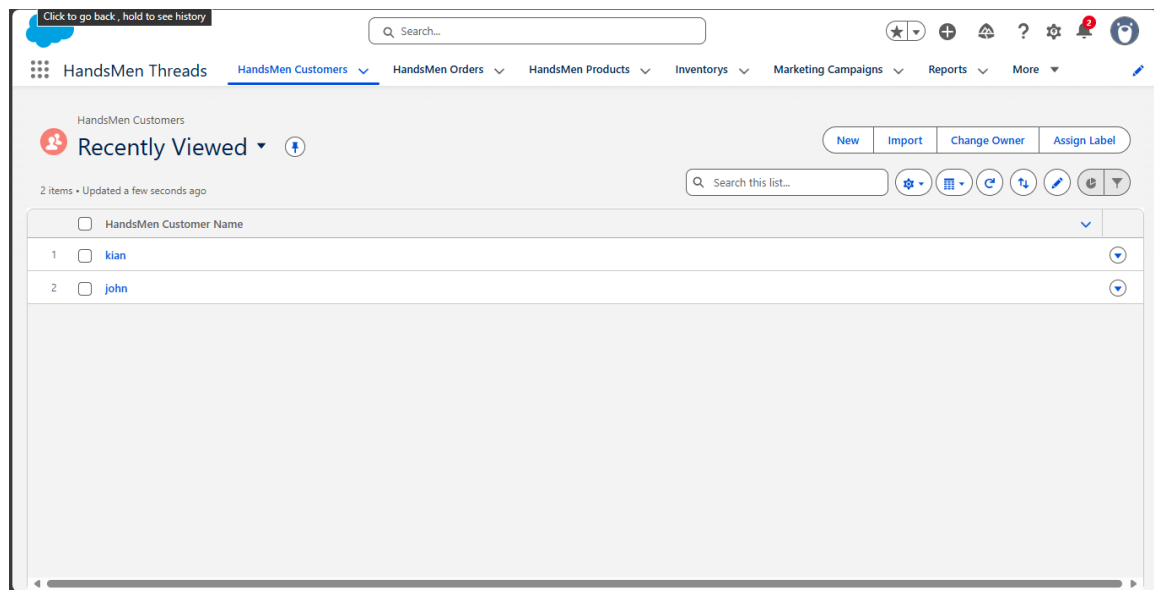 Click to go back , hold to see history
Search...
?
2
HandsMen Threads HandsMen Customers HandsMen Orders HandsMen Products Inventorys Marketing Campaigns Reports More
HandsMen Customers
Recently Viewed
New Import Change Owner Assign Label
2 items • Updated a few seconds ago
Search this list...
HandsMen Customer Name
1 kian
2 john